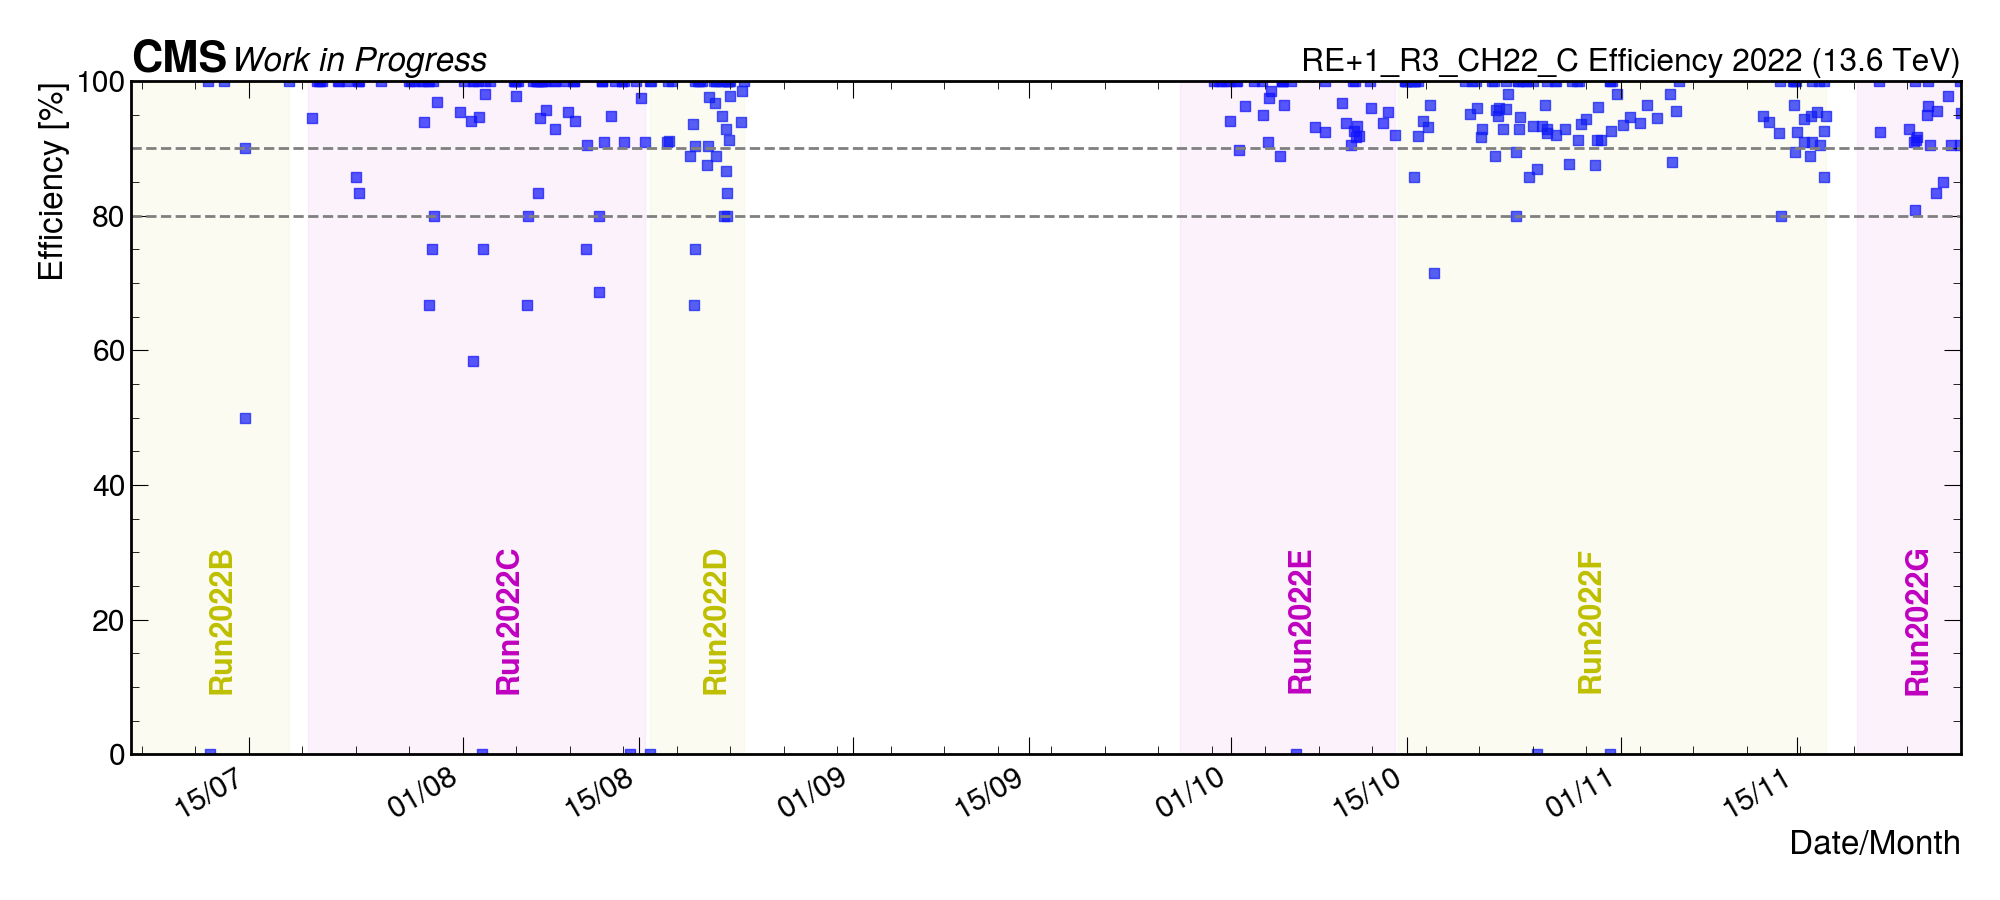 CMS Work in Progress
RE+1_R3_CH22_C Efficiency 2022 (13.6 TeV)
Efficiency [%]
100
80
60
40
20
0
Run2022B
Run2022C
Run2022D
Run2022E
Run2022F
Run2022G
15/07 01/08 15/08 01/09 15/09 01/10 15/10 01/11 15/11
Date/Month